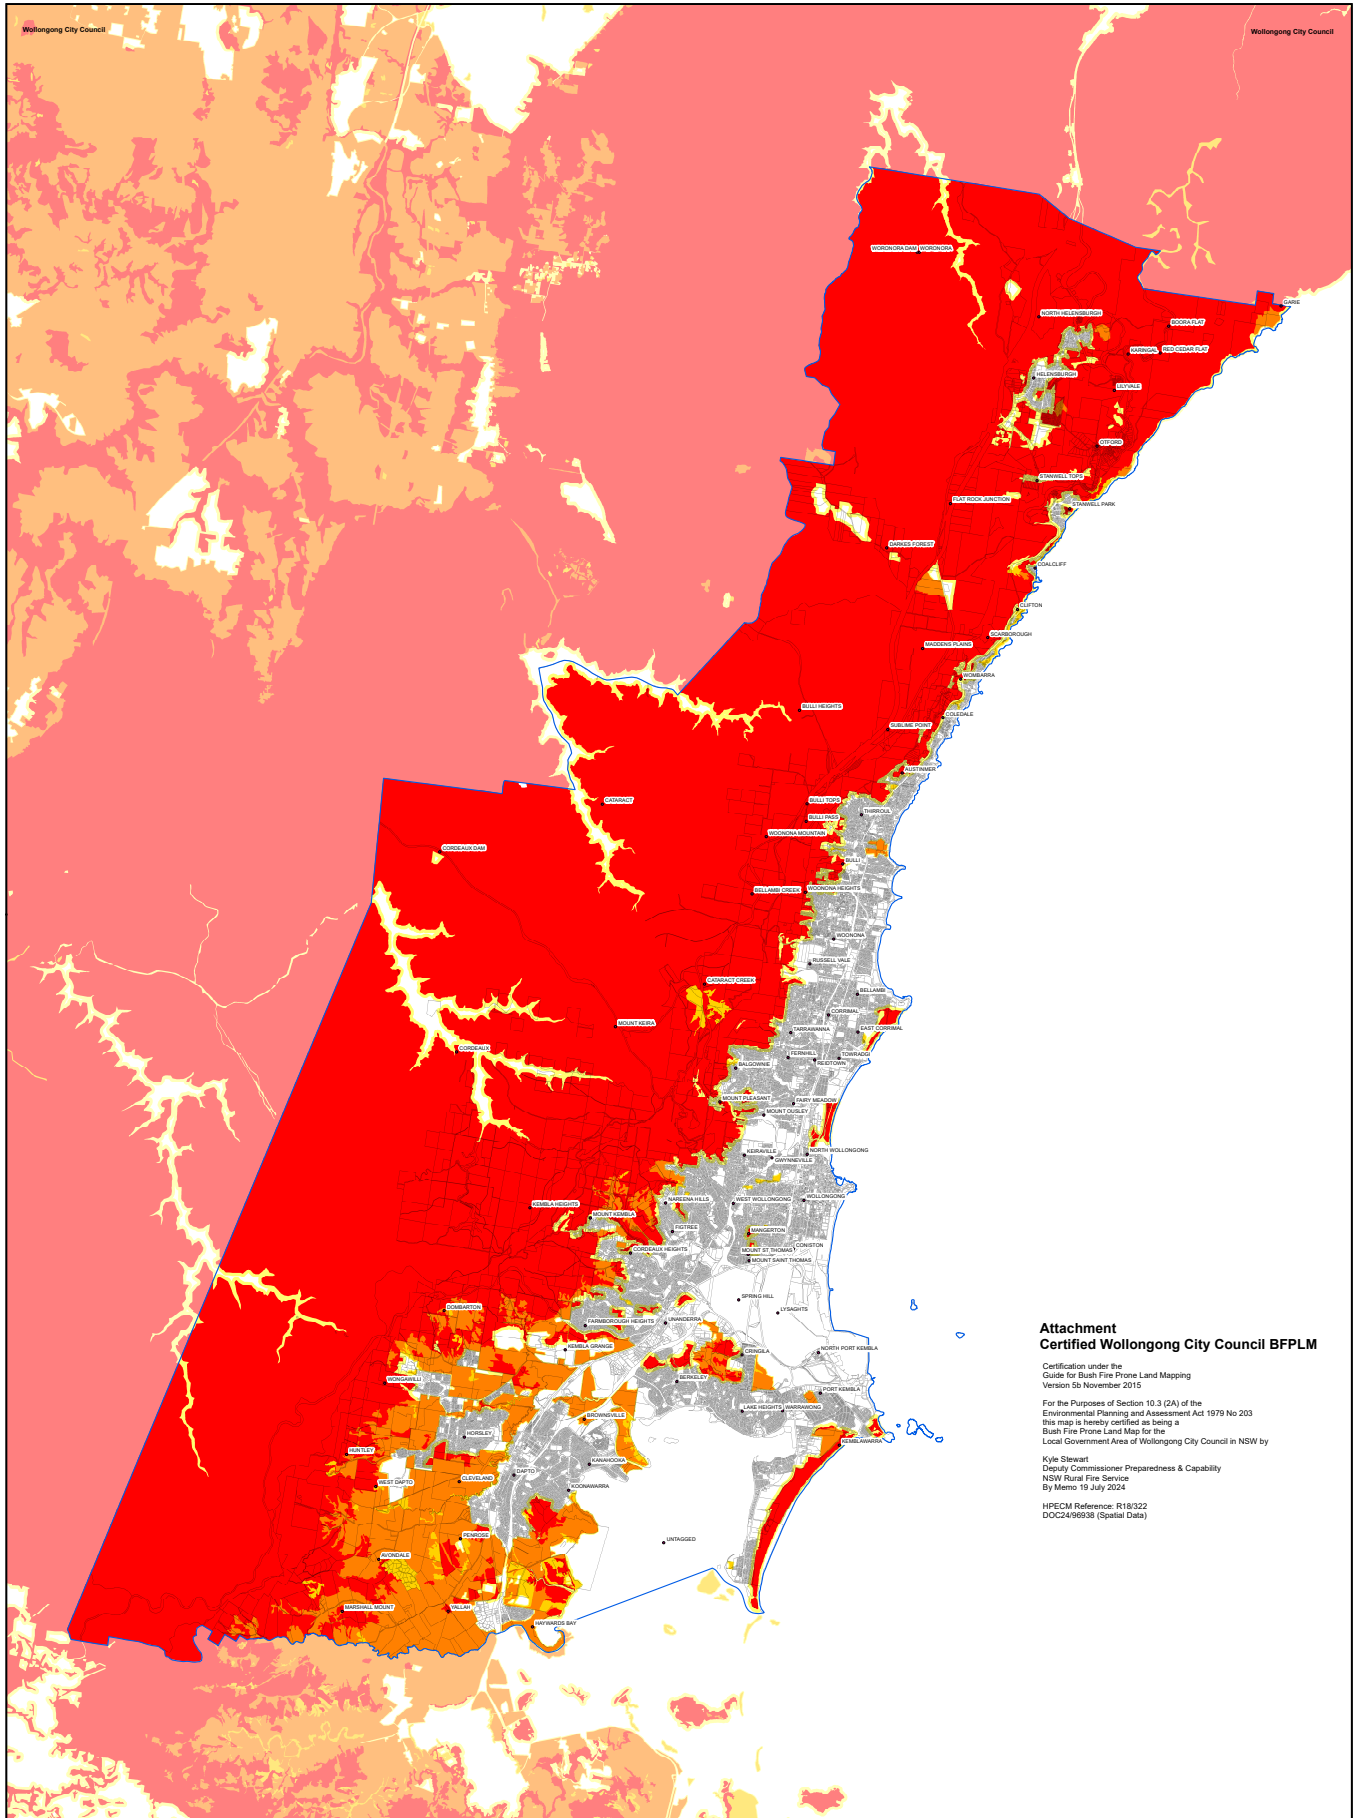 Wollongong City Council
Wollongong City Council
WORONORA DAM
WORONORA
GARIE
NORTH HELENSBURGH
BOORA FLAT
KARINGAL
RED CEDAR FLAT
HELENSBURGH
LILYVALE
OTFORD
STANWELL TOPS
FLAT ROCK JUNCTION
STANWELL PARK
DARKES FOREST
COALCLIFF
CLIFTON
SCARBOROUGH
MADDENS PLAINS
WOMBARRA
BULLI HEIGHTS
COLEDALE
SUBLIME POINT
AUSTINMER
CATARACT
BULLI TOPS
THIRROUL
BULLI PASS
WOONONA MOUNTAIN
CORDEAUX DAM
BULLI
BELLAMBI CREEK
WOONONA HEIGHTS
WOONONA
RUSSELL VALE
CATARACT CREEK
BELLAMBI
CORRIMAL
MOUNT KEIRA
TARRAWANNA
EAST CORRIMAL
CORDEAUX
FERNHILL
TOWRADGI
REIDTOWN
BALGOWNIE
MOUNT PLEASANT
FAIRY MEADOW
MOUNT OUSLEY
KEIRAVILLE
NORTH WOLLONGONG
GWYNNEVILLE
NAREENA HILLS
WEST WOLLONGONG
WOLLONGONG
KEMBLA HEIGHTS
MOUNT KEMBLA
FIGTREE
MANGERTON
CONISTON
CORDEAUX HEIGHTS
MOUNT ST THOMAS
MOUNT SAINT THOMAS
SPRING HILL
DOMBARTON
LYSAGHTS
FARMBOROUGH HEIGHTS
UNANDERRA
KEMBLA GRANGE
CRINGILA
NORTH PORT KEMBLA
WONGAWILLI
BERKELEY
PORT KEMBLA
LAKE HEIGHTS
WARRAWONG
BROWNSVILLE
HORSLEY
KEMBLAWARRA
HUNTLEY
KANAHOOKA
DAPTO
WEST DAPTO
CLEVELAND
KOONAWARRA
PENROSE
UNTAGGED
AVONDALE
MARSHALL MOUNT
YALLAH
HAYWARDS BAY
Attachment
Certified Wollongong City Council BFPLM
Certification under the
Guide for Bush Fire Prone Land Mapping
Version 5b November 2015
For the Purposes of Section 10.3 (2A) of the
Environmental Planning and Assessment Act 1979 No 203
this map is hereby certified as being a
Bush Fire Prone Land Map for the
Local Government Area of Wollongong City Council in NSW by
Kyle Stewart
Deputy Commissioner Preparedness & Capability
NSW Rural Fire Service
By Memo 19 July 2024
HPECM Reference: R18/322
DOC24/96938 (Spatial Data)